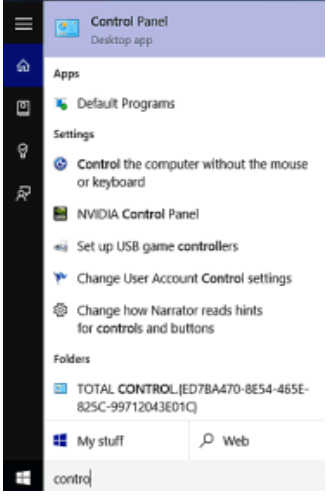 Control Panel
Desktop app
Apps
Default Programs
Settings
Control the computer without the mouse
or keyboard
NVIDIA Control Panel
Set up USB game controllers
Change User Account Control settings
Change how Narrator reads hints
for controls and buttons
Folders
TOTAL CONTROL.{ED7BA470-8E54-465E-
825C-99712043E01C}
My stuff
Web
contro